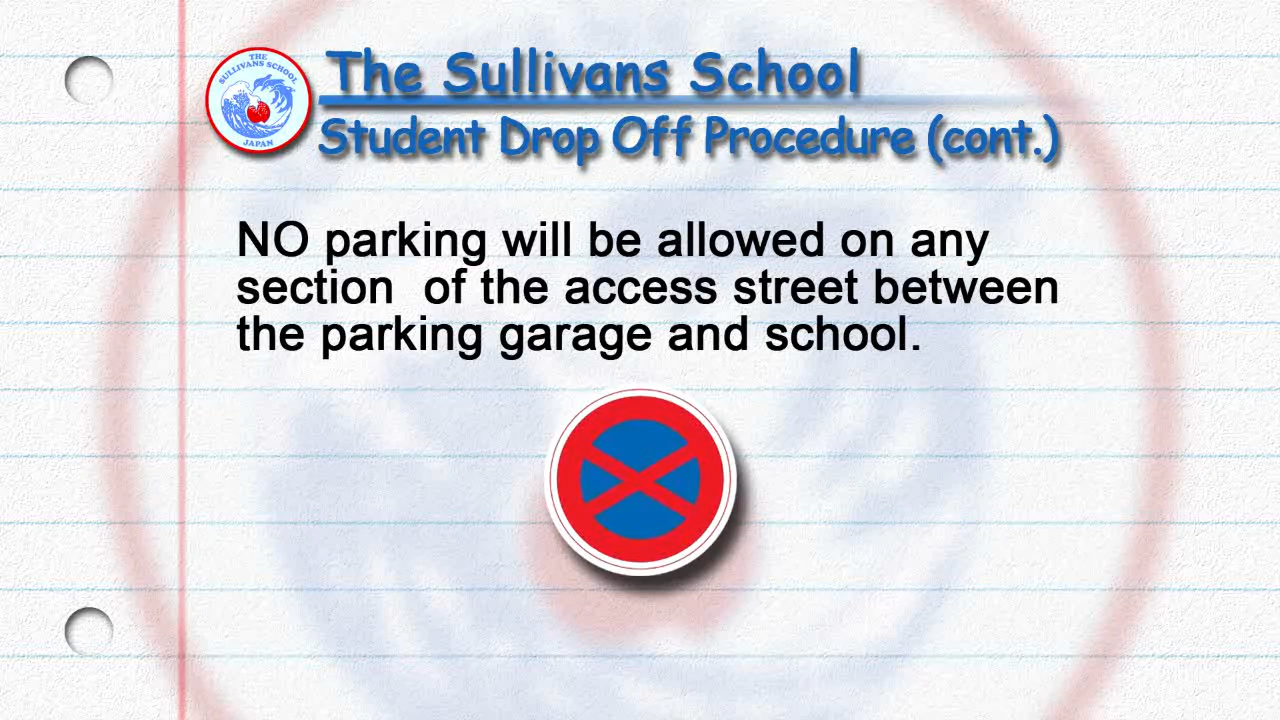 THE
SULLIVANS SCHOOL
JAPAN
The Sullivans School
Student Drop Off Procedure (cont.)
NO parking will be allowed on any
section  of the access street between
the parking garage and school.